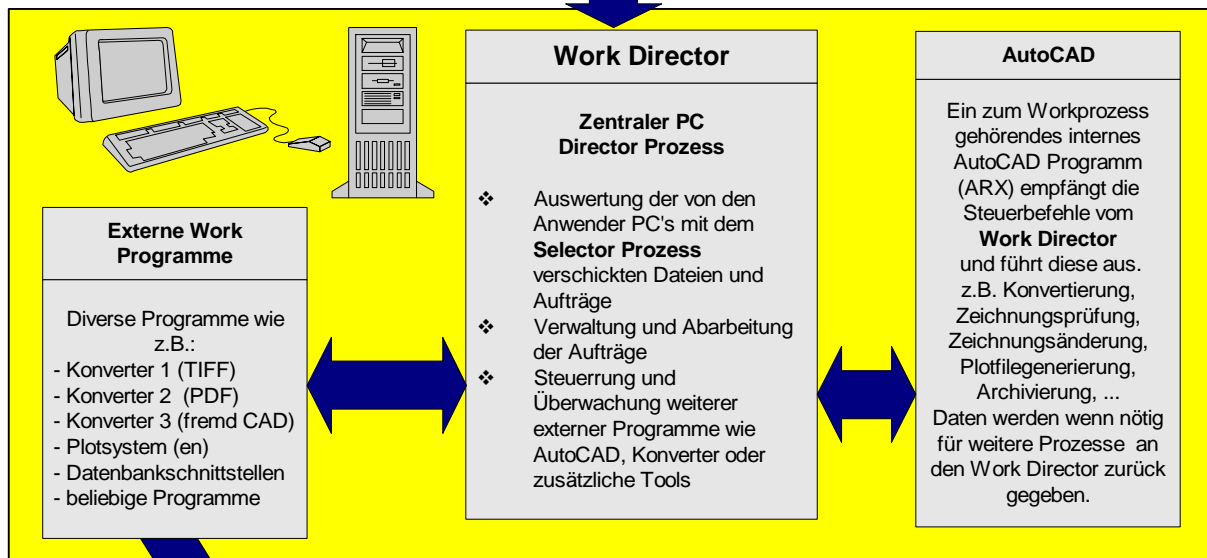 Work Director
Zentraler PC
Director Prozess
❖ Auswertung der von den
Anwender PC's mit dem
Selector Prozess
verschickten Dateien und
Aufträge
❖ Verwaltung und Abarbeitung
der Aufträge
❖ Steuerrung und
Überwachung weiterer
externer Programme wie
AutoCAD, Konverter oder
zusätzliche Tools
AutoCAD
Ein zum Workprozess
gehörendes internes
AutoCAD Programm
(ARX) empfängt die
Steuerbefehle vom
Work Director
und führt diese aus.
z.B. Konvertierung,
Zeichnungsprüfung,
Zeichnungsänderung,
Plotfilegenerierung,
Archivierung, ...
Daten werden wenn nötig
für weitere Prozesse an
den Work Director zurück
gegeben.
Externe Work
Programme
Diverse Programme wie
z.B.:
- Konverter 1 (TIFF)
- Konverter 2 (PDF)
- Konverter 3 (fremd CAD)
- Plotsystem (en)
- Datenbankschnittstellen
- beliebige Programme